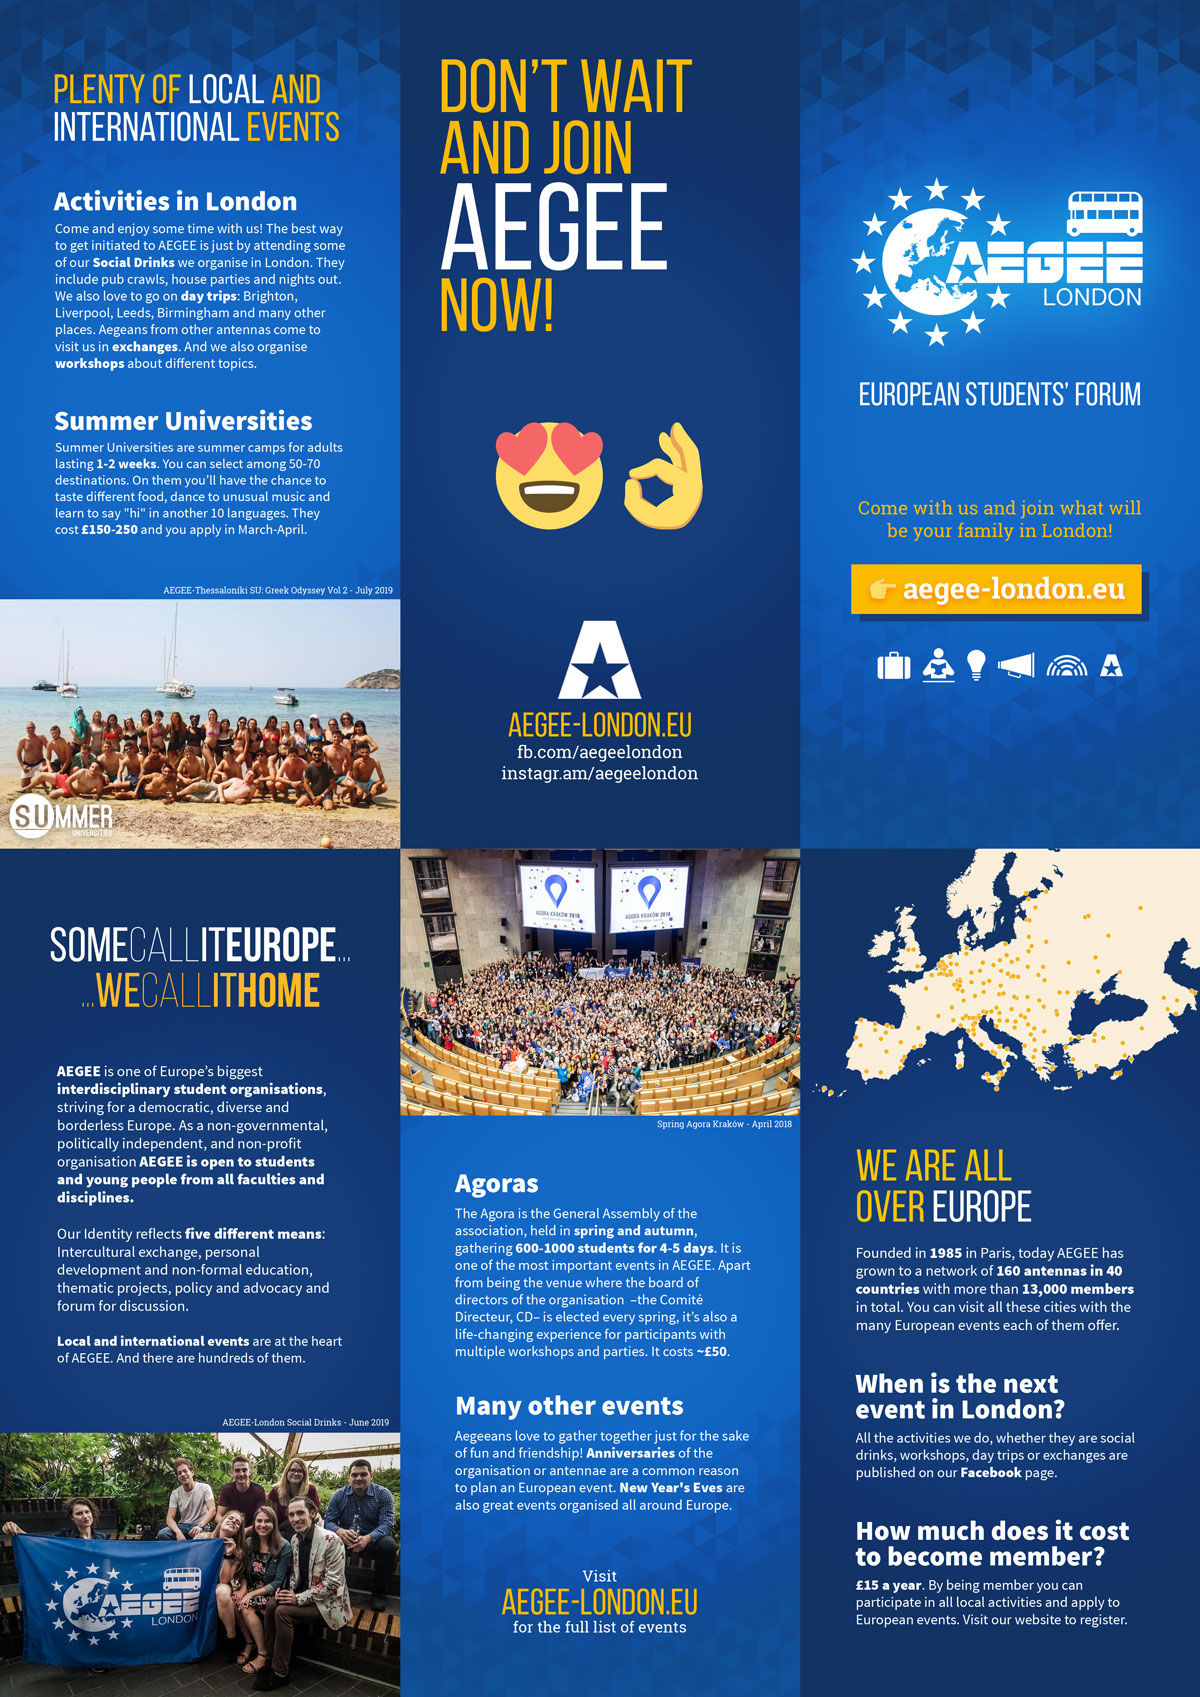 PLENTY OF LOCAL AND
INTERNATIONAL EVENTS
Activities in London
Come and enjoy some time with us! The best way
to get initiated to AEGEE is just by attending some
of our Social Drinks we organise in London. They
include pub crawls, house parties and nights out.
We also love to go on day trips: Brighton,
Liverpool, Leeds, Birmingham and many other
places. Aegeans from other antennas come to
visit us in exchanges. And we also organise
workshops about different topics.
Summer Universities
Summer Universities are summer camps for adults
lasting 1-2 weeks. You can select among 50-70
destinations. On them you'll have the chance to
taste different food, dance to unusual music and
learn to say "hi" in another 10 languages. They
cost £150-250 and you apply in March-April.
AEGEE-Thessaloniki SU: Greek Odyssey Vol 2 - July 2019
SUMMER
UNIVERSITIES
DON'T WAIT
AND JOIN
AEGEE
NOW!
AEGEE-LONDON.EU
fb.com/aegeelondon
instagr.am/aegeelondon
AEGEE
LONDON
EUROPEAN STUDENTS' FORUM
Come with us and join what will
be your family in London!
aegee-london.eu
SOMECALLITEUROPE...
...WECALLITHOME
AEGEE is one of Europe's biggest
interdisciplinary student organisations,
striving for a democratic, diverse and
borderless Europe. As a non-governmental,
politically independent, and non-profit
organisation AEGEE is open to students
and young people from all faculties and
disciplines.
Our Identity reflects five different means:
Intercultural exchange, personal
development and non-formal education,
thematic projects, policy and advocacy and
forum for discussion.
Local and international events are at the heart
of AEGEE. And there are hundreds of them.
AEGEE-London Social Drinks - June 2019
AEGEE
LONDON
AGORA KRAKÓW 2018
AGORA KRAKÓW 2018
Spring Agora Kraków - April 2018
Agoras
The Agora is the General Assembly of the
association, held in spring and autumn,
gathering 600-1000 students for 4-5 days. It is
one of the most important events in AEGEE. Apart
from being the venue where the board of
directors of the organisation –the Comité
Directeur, CD– is elected every spring, it's also a
life-changing experience for participants with
multiple workshops and parties. It costs ~£50.
Many other events
Aegeeans love to gather together just for the sake
of fun and friendship! Anniversaries of the
organisation or antennae are a common reason
to plan an European event. New Year's Eves are
also great events organised all around Europe.
Visit
AEGEE-LONDON.EU
for the full list of events
WE ARE ALL
OVER EUROPE
Founded in 1985 in Paris, today AEGEE has
grown to a network of 160 antennas in 40
countries with more than 13,000 members
in total. You can visit all these cities with the
many European events each of them offer.
When is the next
event in London?
All the activities we do, whether they are social
drinks, workshops, day trips or exchanges are
published on our Facebook page.
How much does it cost
to become member?
£15 a year. By being member you can
participate in all local activities and apply to
European events. Visit our website to register.